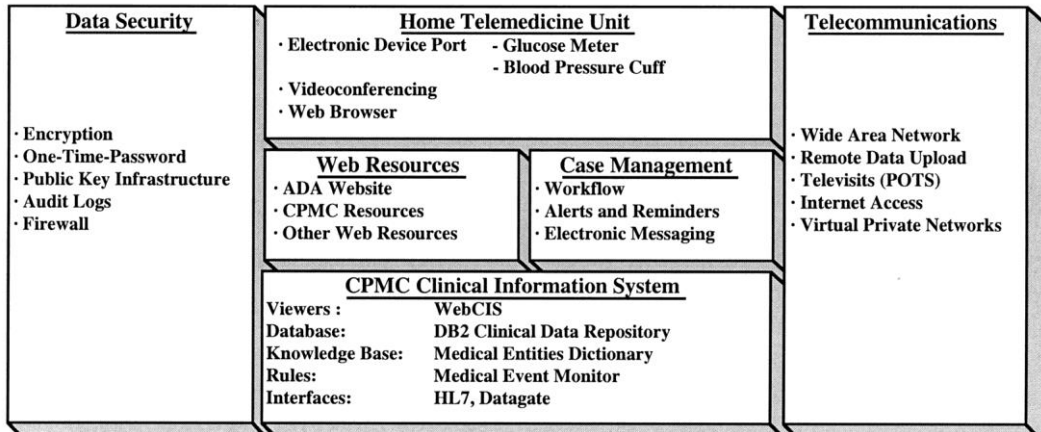 Data Security
· Encryption
· One-Time-Password
· Public Key Infrastructure
· Audit Logs
· Firewall
Home Telemedicine Unit
· Electronic Device Port - Glucose Meter
- Blood Pressure Cuff
· Videoconferencing
· Web Browser
Web Resources
· ADA Website
· CPMC Resources
· Other Web Resources
Case Management
· Workflow
· Alerts and Reminders
· Electronic Messaging
CPMC Clinical Information System
Viewers : WebCIS
Database: DB2 Clinical Data Repository
Knowledge Base: Medical Entities Dictionary
Rules: Medical Event Monitor
Interfaces: HL7, Datagate
Telecommunications
· Wide Area Network
· Remote Data Upload
· Televisits (POTS)
· Internet Access
· Virtual Private Networks